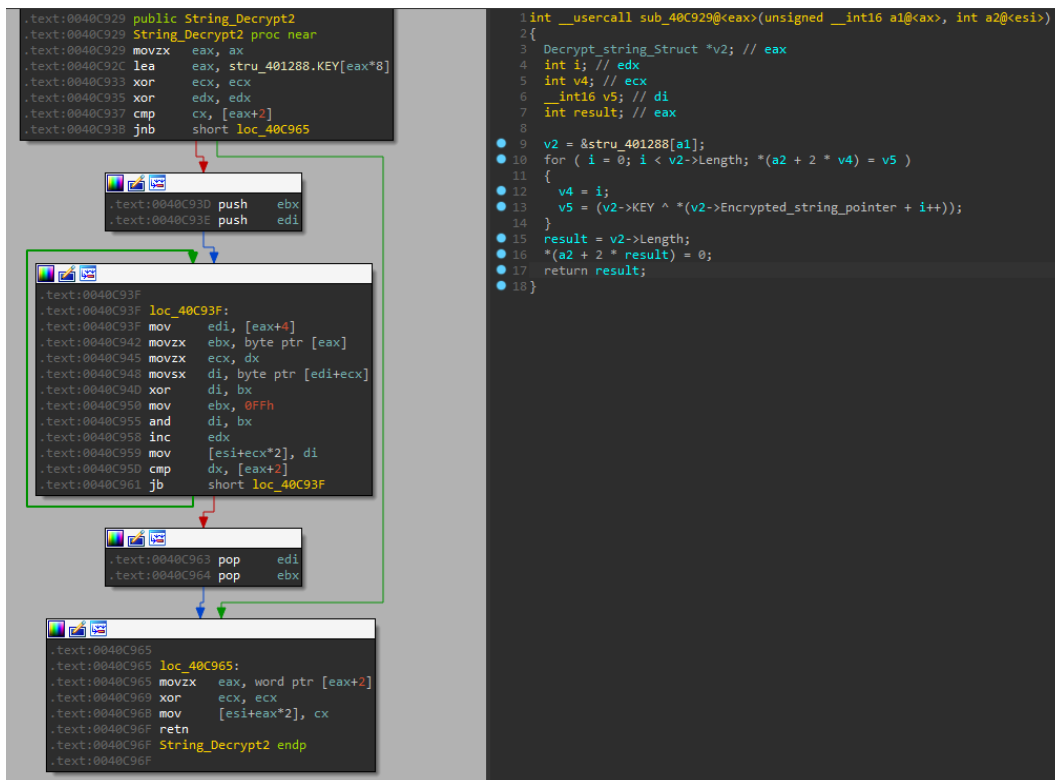 .text:0040C929 public String_Decrypt2
.text:0040C929 String_Decrypt2 proc near
.text:0040C929 movzx eax, ax
.text:0040C92C lea eax, stru_401288.KEY[eax*8]
.text:0040C933 xor ecx, ecx
.text:0040C935 xor edx, edx
.text:0040C937 cmp cx, [eax+2]
.text:0040C93B jnb short loc_40C965
.text:0040C93D push ebx
.text:0040C93E push edi
.text:0040C93F
.text:0040C93F loc_40C93F:
.text:0040C93F mov edi, [eax+4]
.text:0040C942 movzx ebx, byte ptr [eax]
.text:0040C945 movzx ecx, dx
.text:0040C948 movsx di, byte ptr [edi+ecx]
.text:0040C94D xor di, bx
.text:0040C950 mov ebx, 0FFh
.text:0040C955 and di, bx
.text:0040C958 inc edx
.text:0040C959 mov [esi+ecx*2], di
.text:0040C95D cmp dx, [eax+2]
.text:0040C961 jb short loc_40C93F
.text:0040C963 pop edi
.text:0040C964 pop ebx
.text:0040C965
.text:0040C965 loc_40C965:
.text:0040C965 movzx eax, word ptr [eax+2]
.text:0040C969 xor ecx, ecx
.text:0040C96B mov [esi+eax*2], cx
.text:0040C96F retn
.text:0040C96F String_Decrypt2 endp
.text:0040C96F
1 int __usercall sub_40C929@<eax>(unsigned __int16 a1@<ax>, int a2@<esi>)
2 {
3 Decrypt_string_Struct *v2; // eax
4 int i; // edx
5 int v4; // ecx
6 __int16 v5; // di
7 int result; // eax
8
9 v2 = &stru_401288[a1];
10 for ( i = 0; i < v2->Length; *(a2 + 2 * v4) = v5 )
11 {
12 v4 = i;
13 v5 = (v2->KEY ^ *(v2->Encrypted_string_pointer + i++));
14 }
15 result = v2->Length;
16 *(a2 + 2 * result) = 0;
17 return result;
18 }